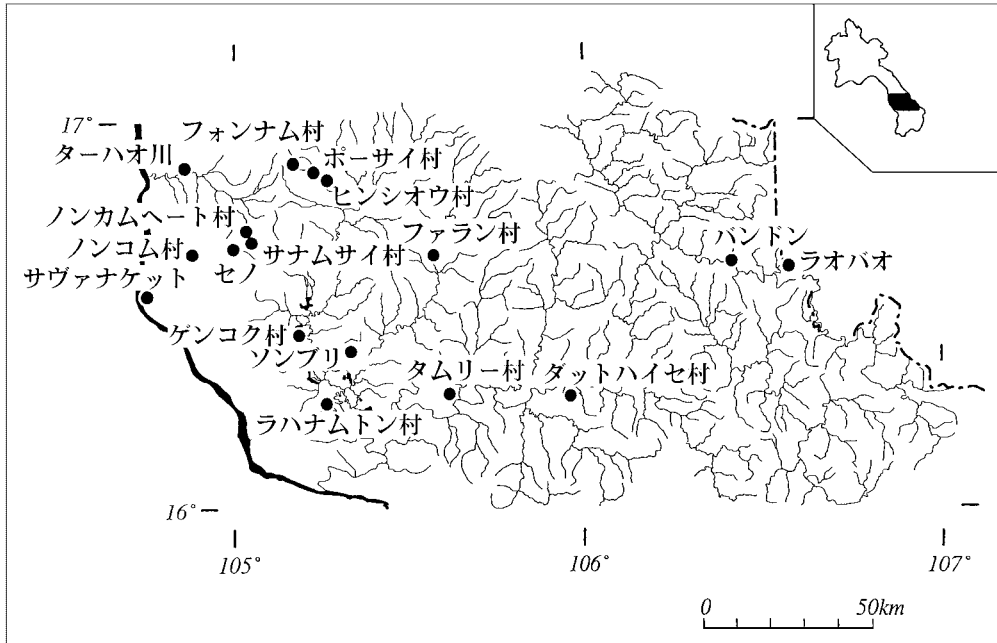 17°
フォンナム村
ターハオ川
ポーサイ村
ヒンシオウ村
ノンカムヘート村
ノンコム村
サナムサイ村
ファラン村
バンドン
ラオバオ
サヴァナケット
セノ
ゲンコク村
ソンブリ
タムリー村
ダットハイセ村
ラハナムトン村
16°
105°
106°
107°
0
50km